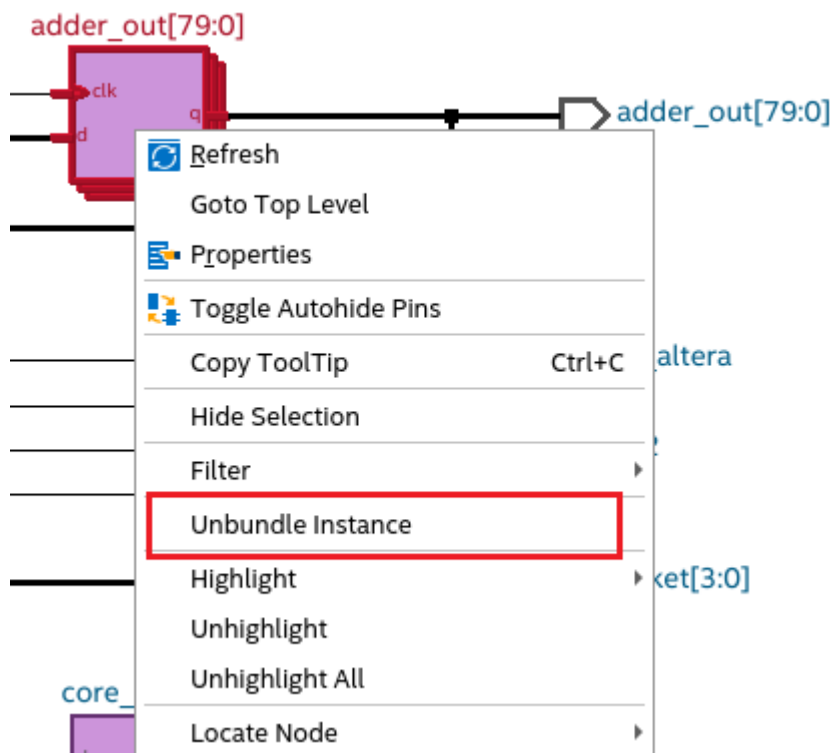 adder_out[79:0]
clk
q
d
adder_out[79:0]
Refresh
Goto Top Level
Properties
Toggle Autohide Pins
Copy ToolTip Ctrl+C
_altera
Hide Selection
Filter
Unbundle Instance
Highlight
ket[3:0]
Unhighlight
Unhighlight All
core_
Locate Node